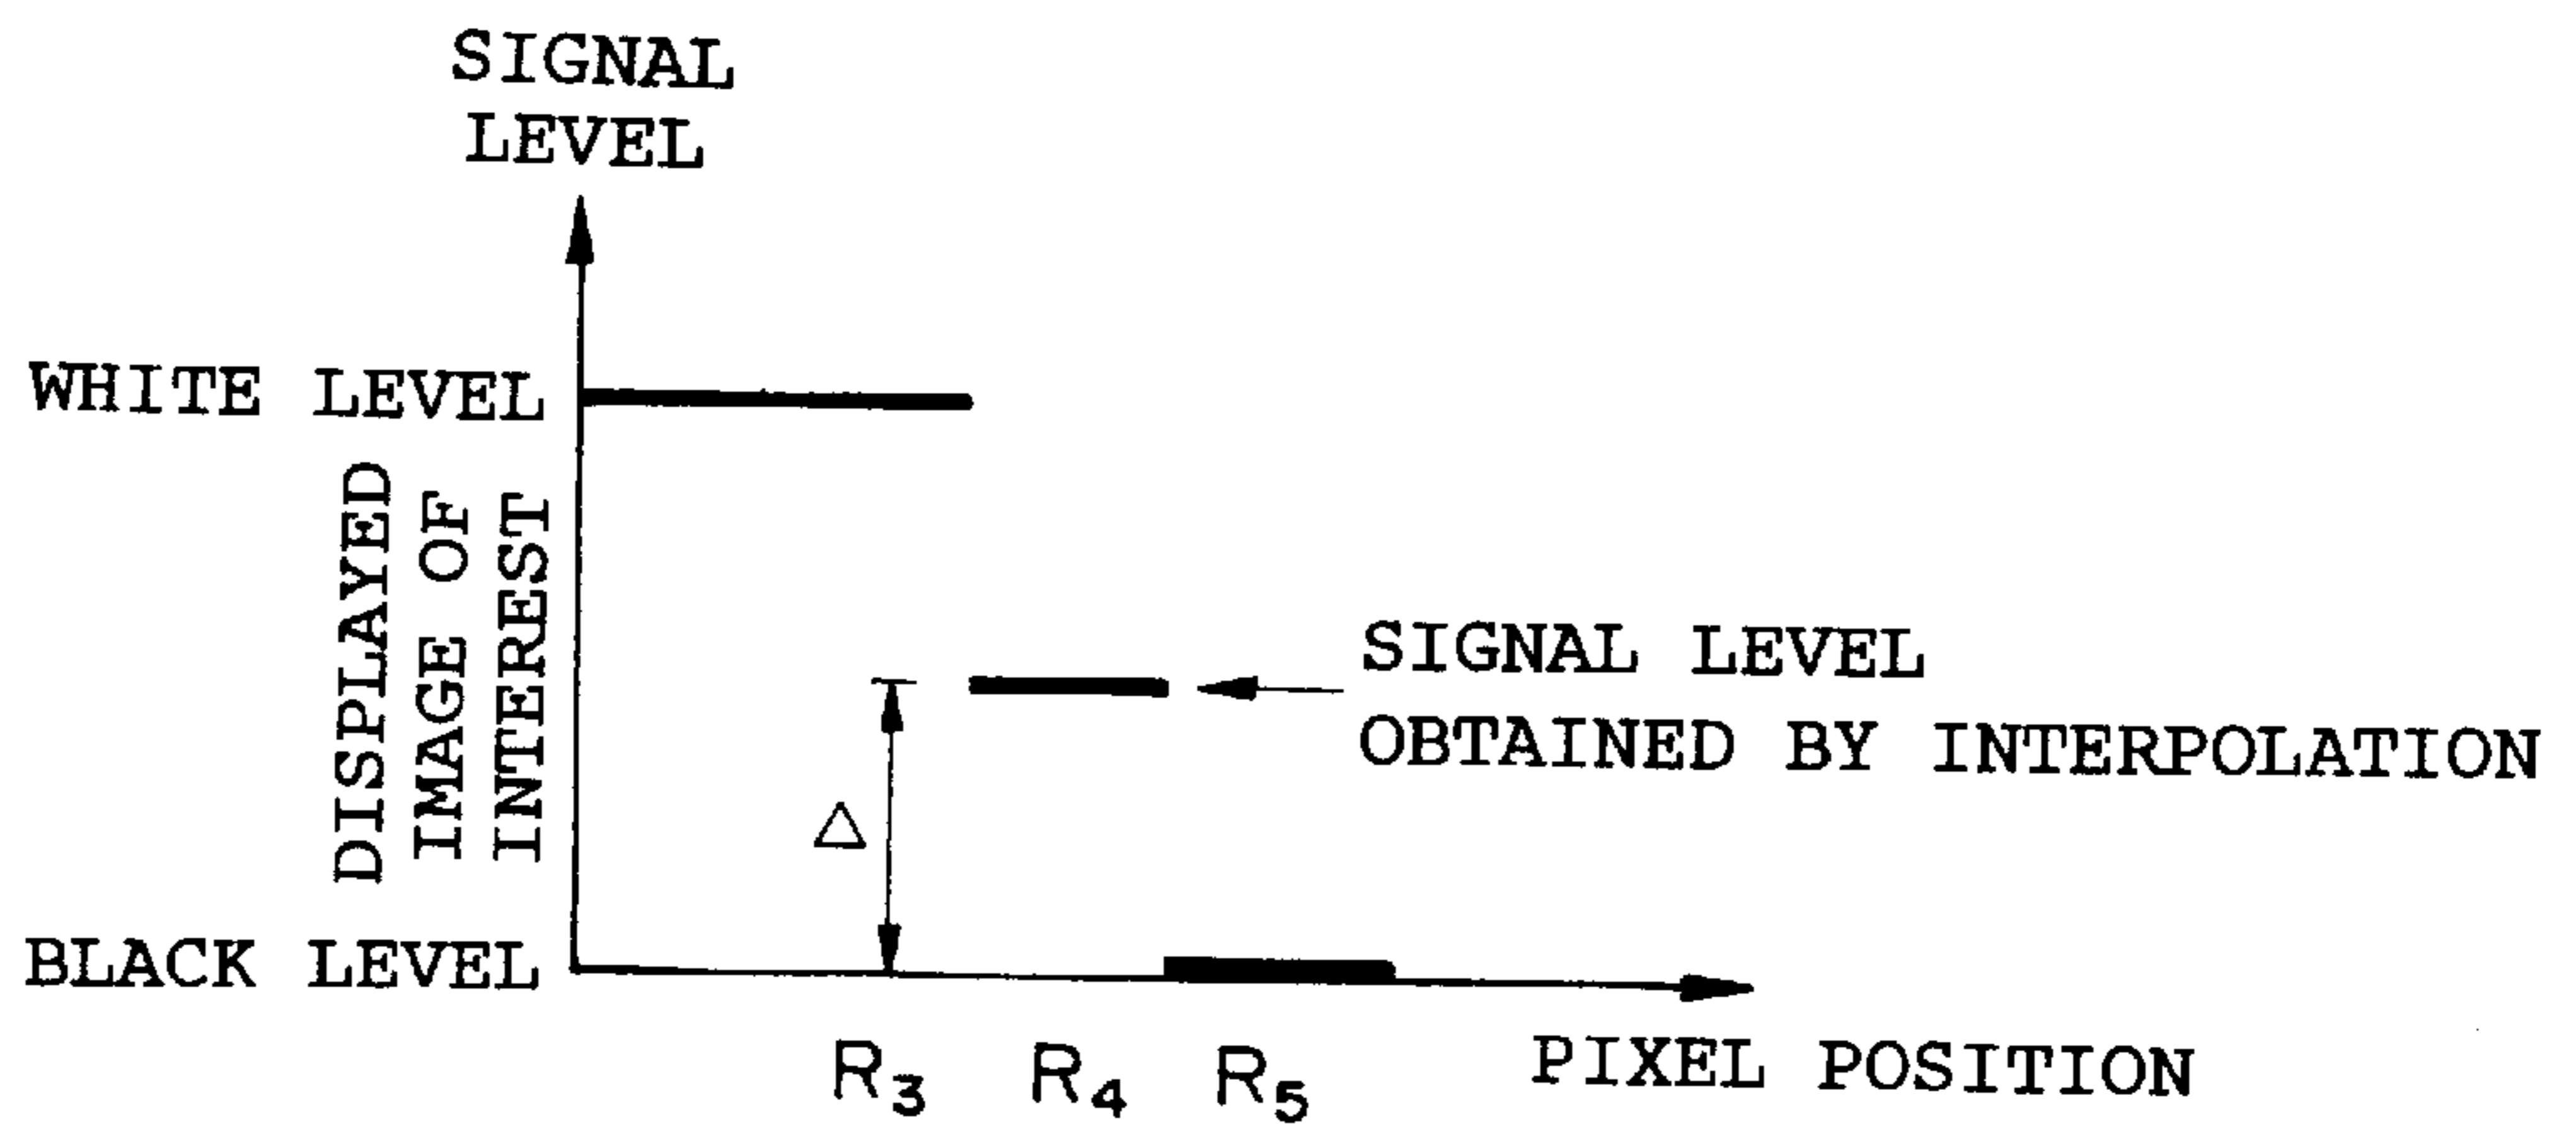 SIGNAL
LEVEL
WHITE LEVEL
DISPLAYED
IMAGE OF
INTEREST
SIGNAL LEVEL
OBTAINED BY INTERPOLATION
△
BLACK LEVEL
R₃ R₄ R₅
PIXEL POSITION